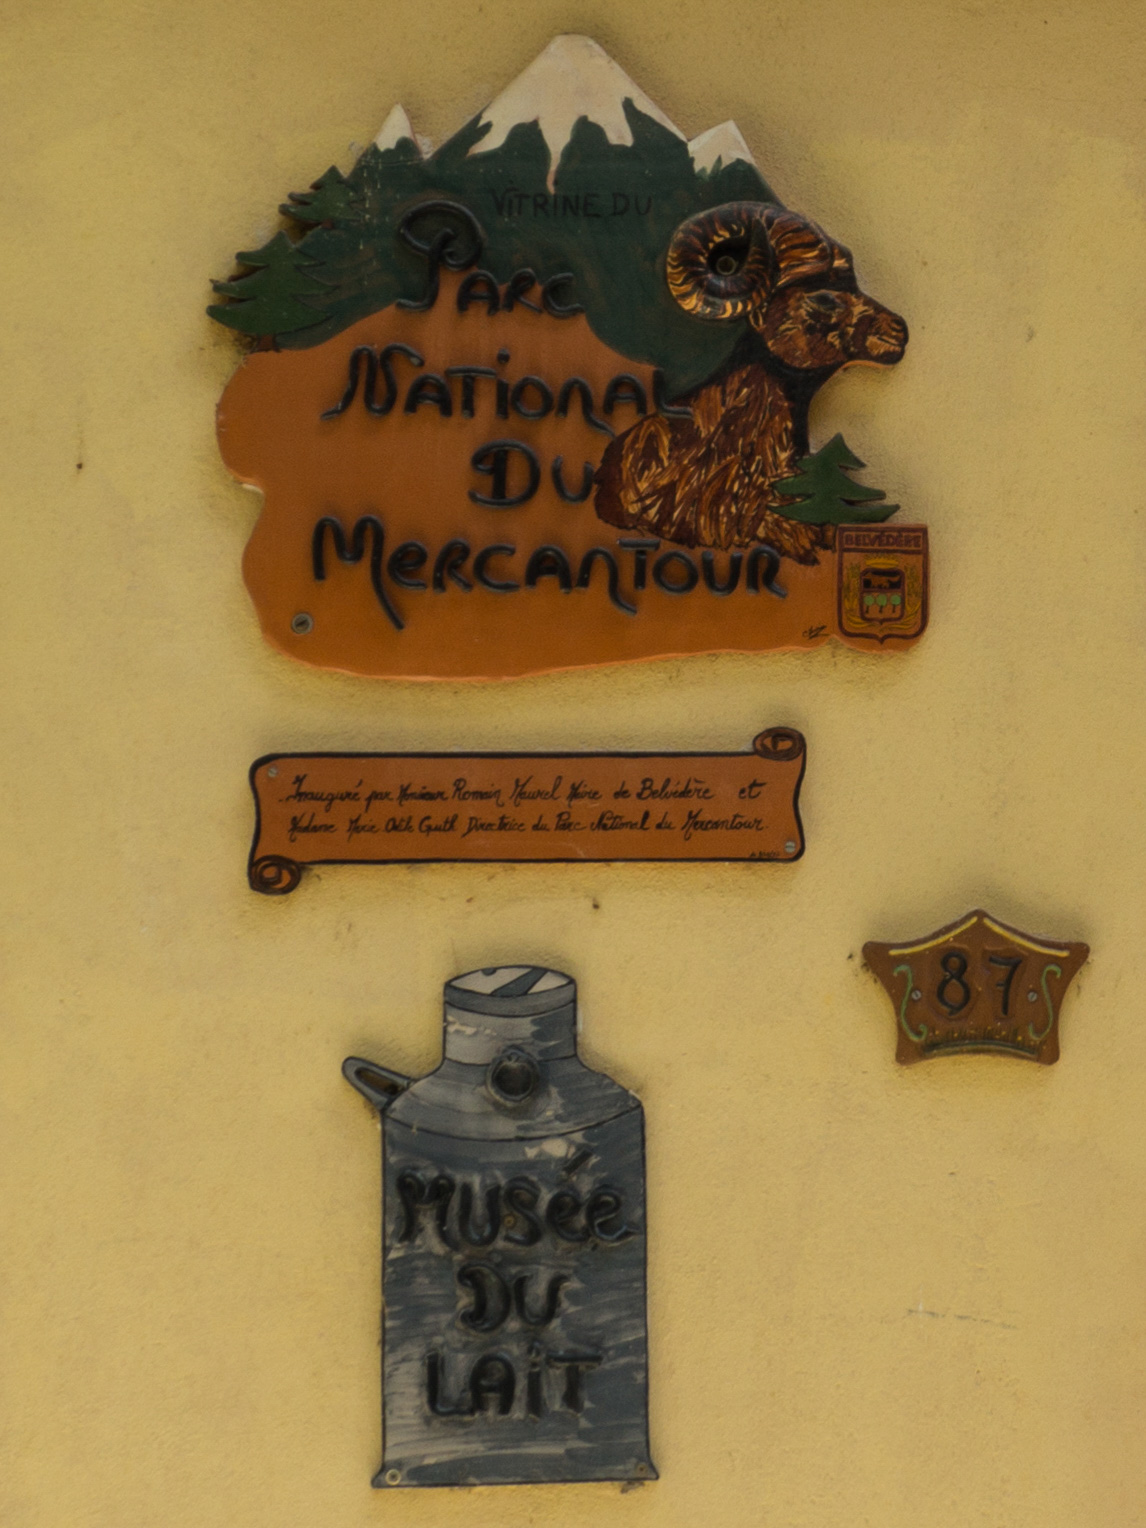 VITRINE DU
PARC
NATIONAL
DU
MERCANTOUR
BELVÉDÈRE
Inauguré par Monsieur Romain Maurel Maire de Belvédère et
Madame Marie Odile Guth Directrice du Parc National du Mercantour.
87
MUSÉE
DU
LAIT